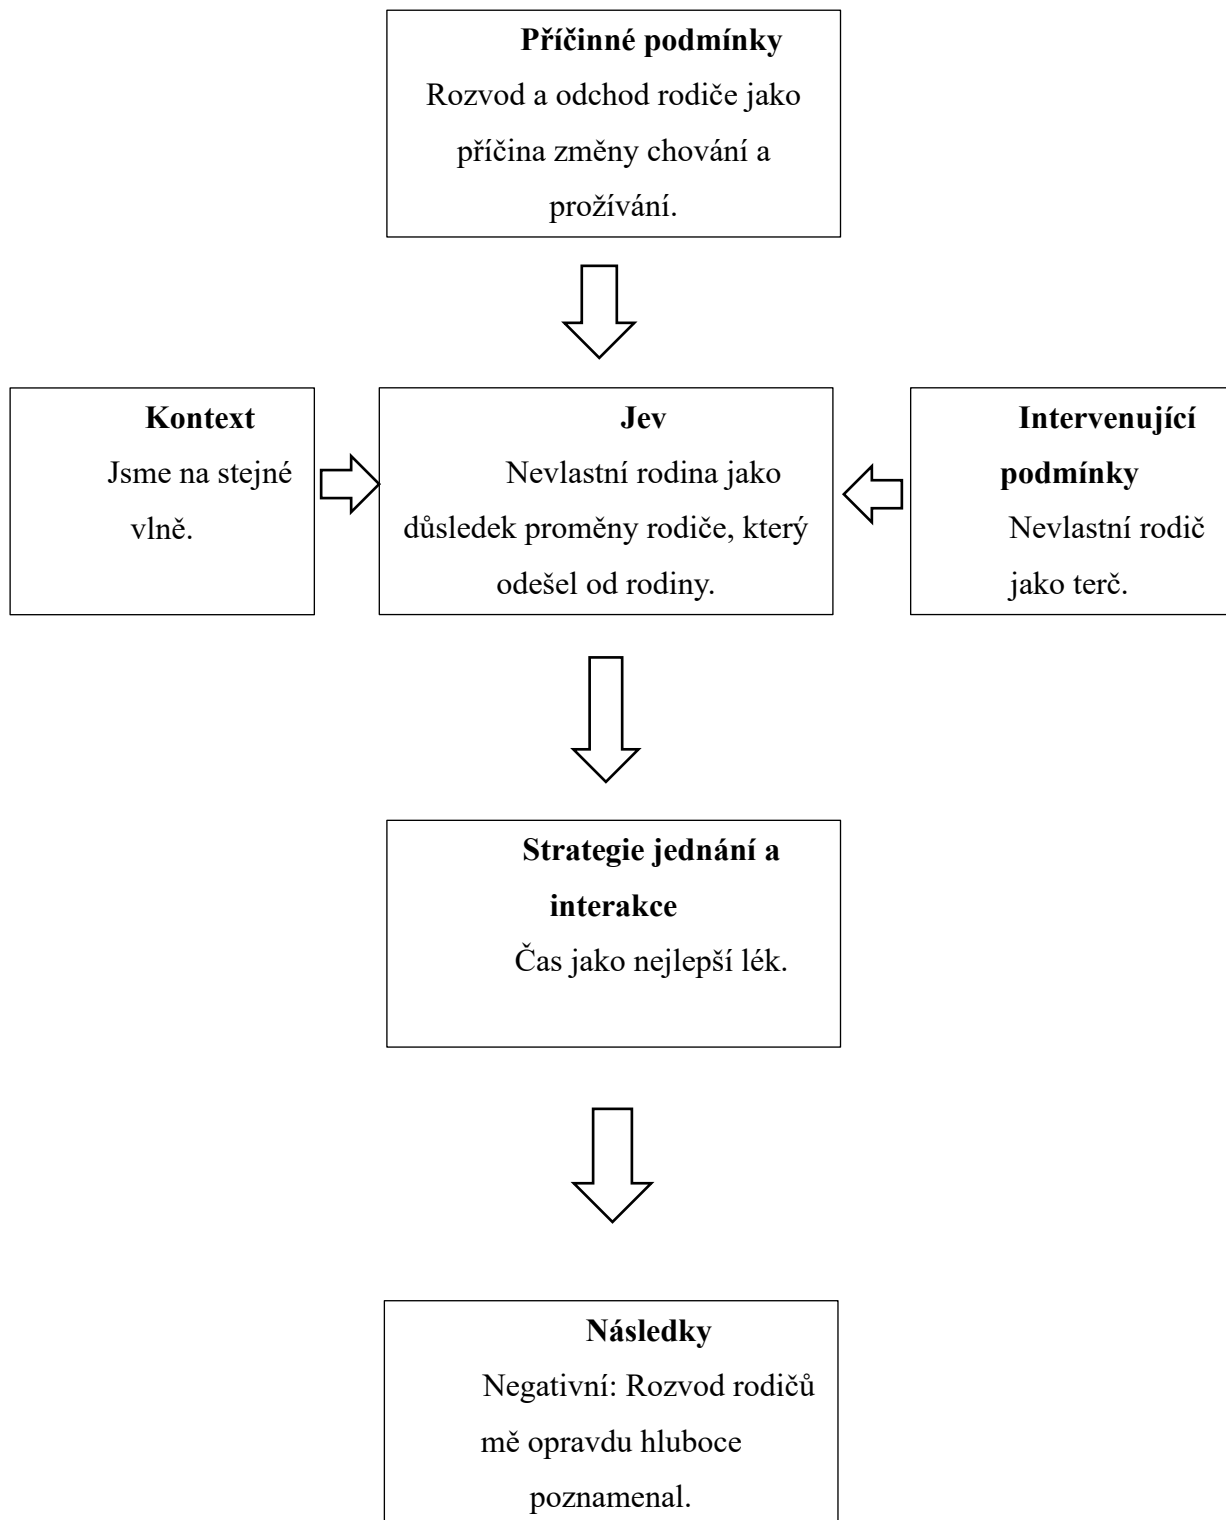 Příčinné podmínky
Rozvod a odchod rodiče jako
příčina změny chování a
prožívání.
Kontext
Jsme na stejné
vlně.
Jev
Nevlastní rodina jako
důsledek proměny rodiče, který
odešel od rodiny.
Intervenující
podmínky
Nevlastní rodič
jako terč.
Strategie jednání a
interakce
Čas jako nejlepší lék.
Následky
Negativní: Rozvod rodičů
mě opravdu hluboce
poznamenal.